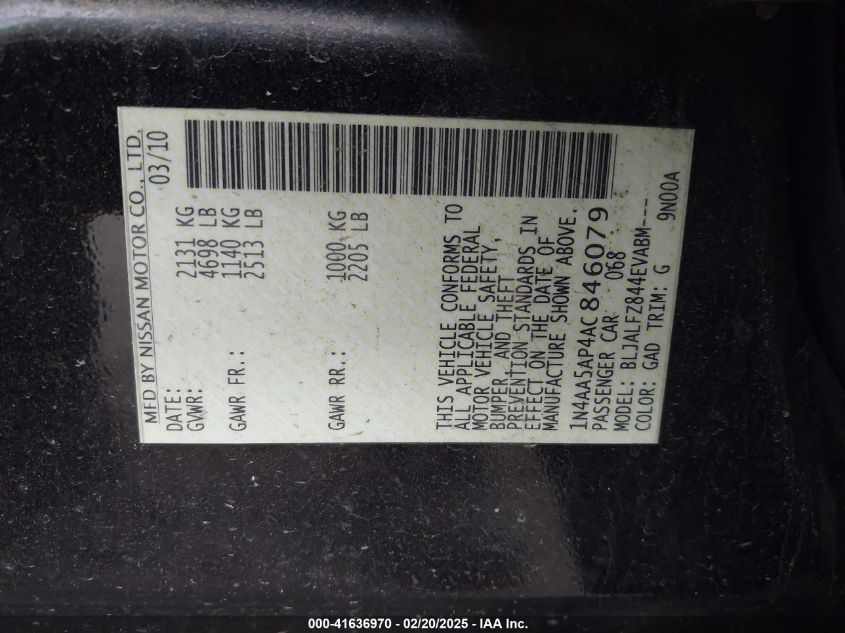 MFD BY NISSAN MOTOR CO., LTD.
DATE: 03/10
GVWR: 2131 KG
4698 LB
GAWR FR.: 1140 KG
2513 LB
GAWR RR.: 1000 KG
2205 LB
THIS VEHICLE CONFORMS TO
ALL APPLICABLE FEDERAL
MOTOR VEHICLE SAFETY,
BUMPER, AND THEFT
PREVENTION STANDARDS IN
EFFECT ON THE DATE OF
MANUFACTURE SHOWN ABOVE.
1N4AA5AP4AC846079
PASSENGER CAR 068
MODEL: BLJALFZ844EVABM---
COLOR: GAD TRIM: G 9N00A
000-41636970 - 02/20/2025 - IAA Inc.